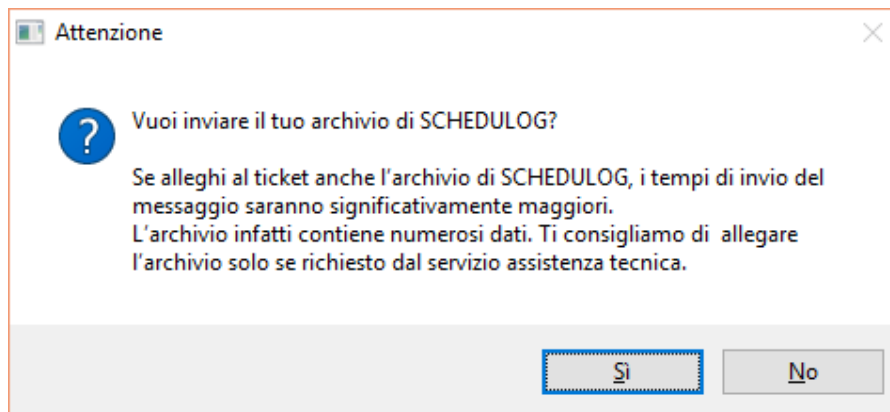 Attenzione
Vuoi inviare il tuo archivio di SCHEDULOG?
Se alleghi al ticket anche l'archivio di SCHEDULOG, i tempi di invio del
messaggio saranno significativamente maggiori.
L'archivio infatti contiene numerosi dati. Ti consigliamo di  allegare
l'archivio solo se richiesto dal servizio assistenza tecnica.
Sì No